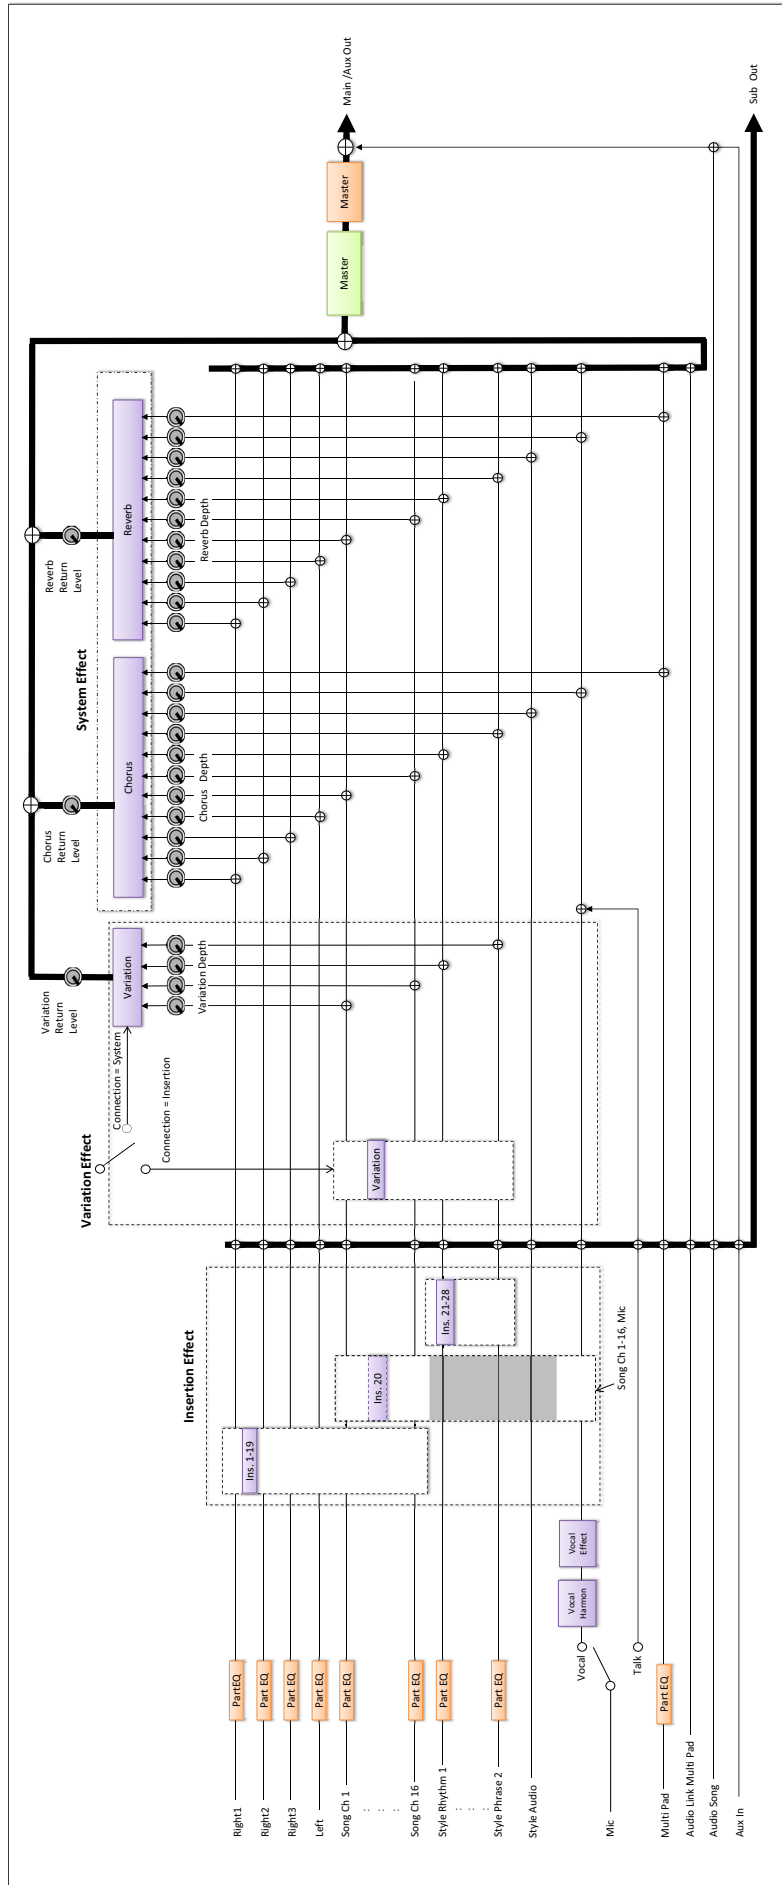 Main /Aux Out
Sub Out
Master
Master
Reverb
Return
Level
Reverb
Reverb Depth
System Effect
Chorus
Return
Level
Chorus
Chorus Depth
Variation
Return
Level
Variation
Variation Depth
Connection = System
Connection = Insertion
Variation Effect
Variation
Insertion Effect
Ins. 1-19
Ins. 20
Ins. 21-28
Song Ch 1-16, Mic
Vocal
Effect
Vocal
Harmon
Vocal
Talk
PartEQ
Part EQ
Part EQ
Part EQ
Part EQ
Part EQ
Part EQ
Part EQ
Part EQ
Right1
Right2
Right3
Left
Song Ch 1
: : :
Song Ch 16
Style Rhythm 1
: : :
Style Phrase 2
Style Audio
Mic
Multi Pad
Audio Link Multi Pad
Audio Song
Aux In